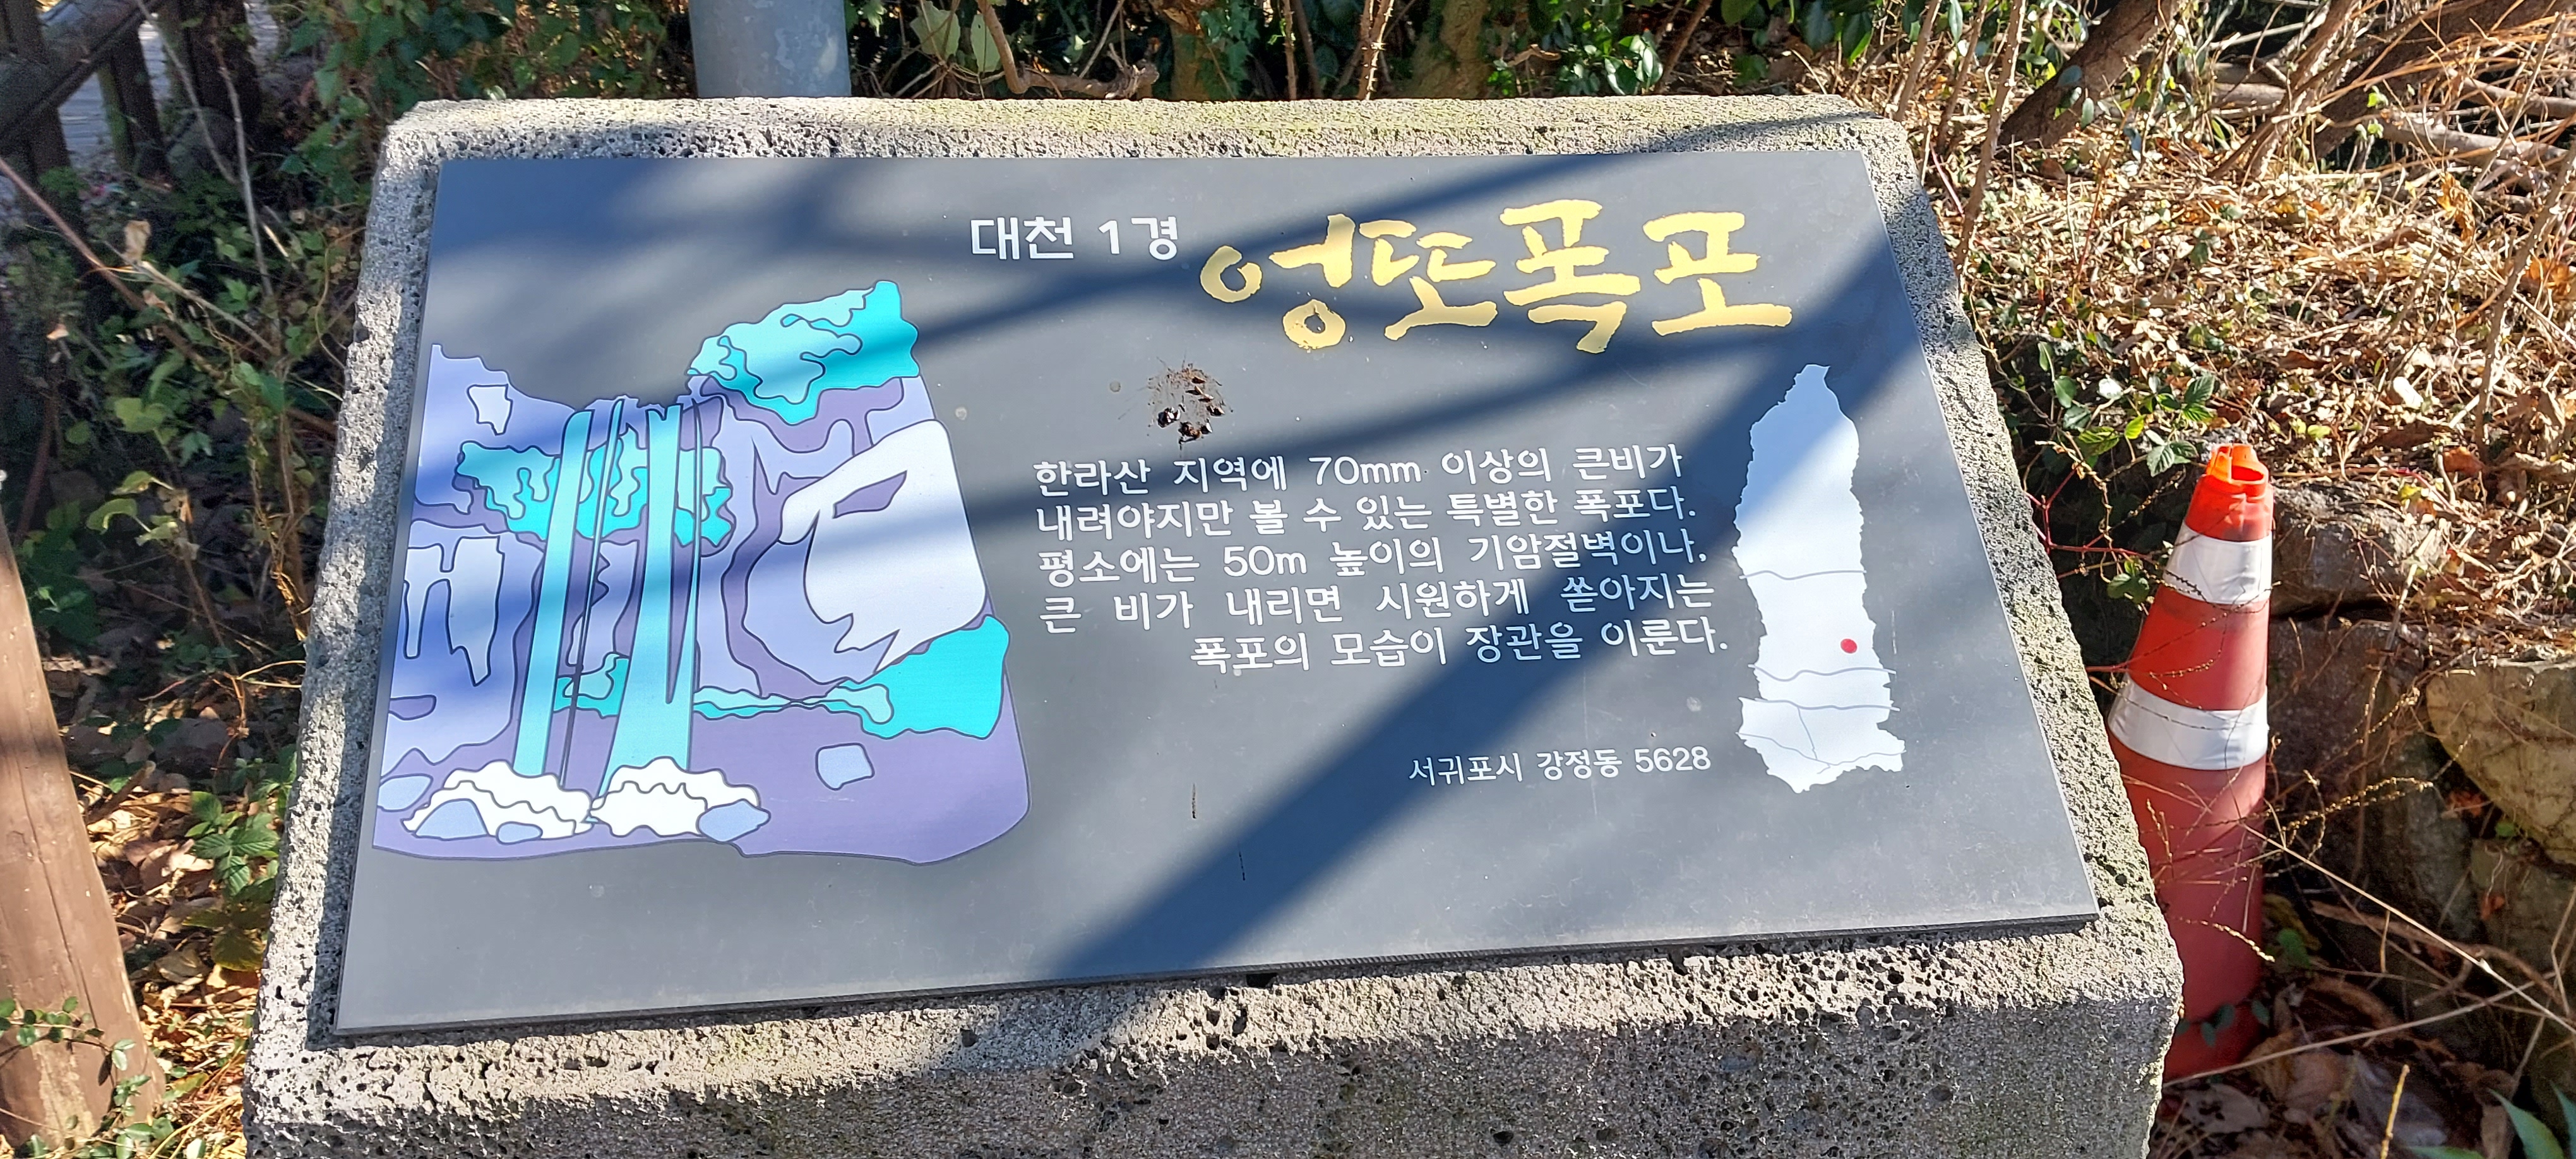 대천 1경
엉또폭포
한라산 지역에 70mm 이상의 큰비가
내려야지만 볼 수 있는 특별한 폭포다.
평소에는 50m 높이의 기암절벽이나,
큰 비가 내리면 시원하게 쏟아지는
폭포의 모습이 장관을 이룬다.
서귀포시 강정동 5628